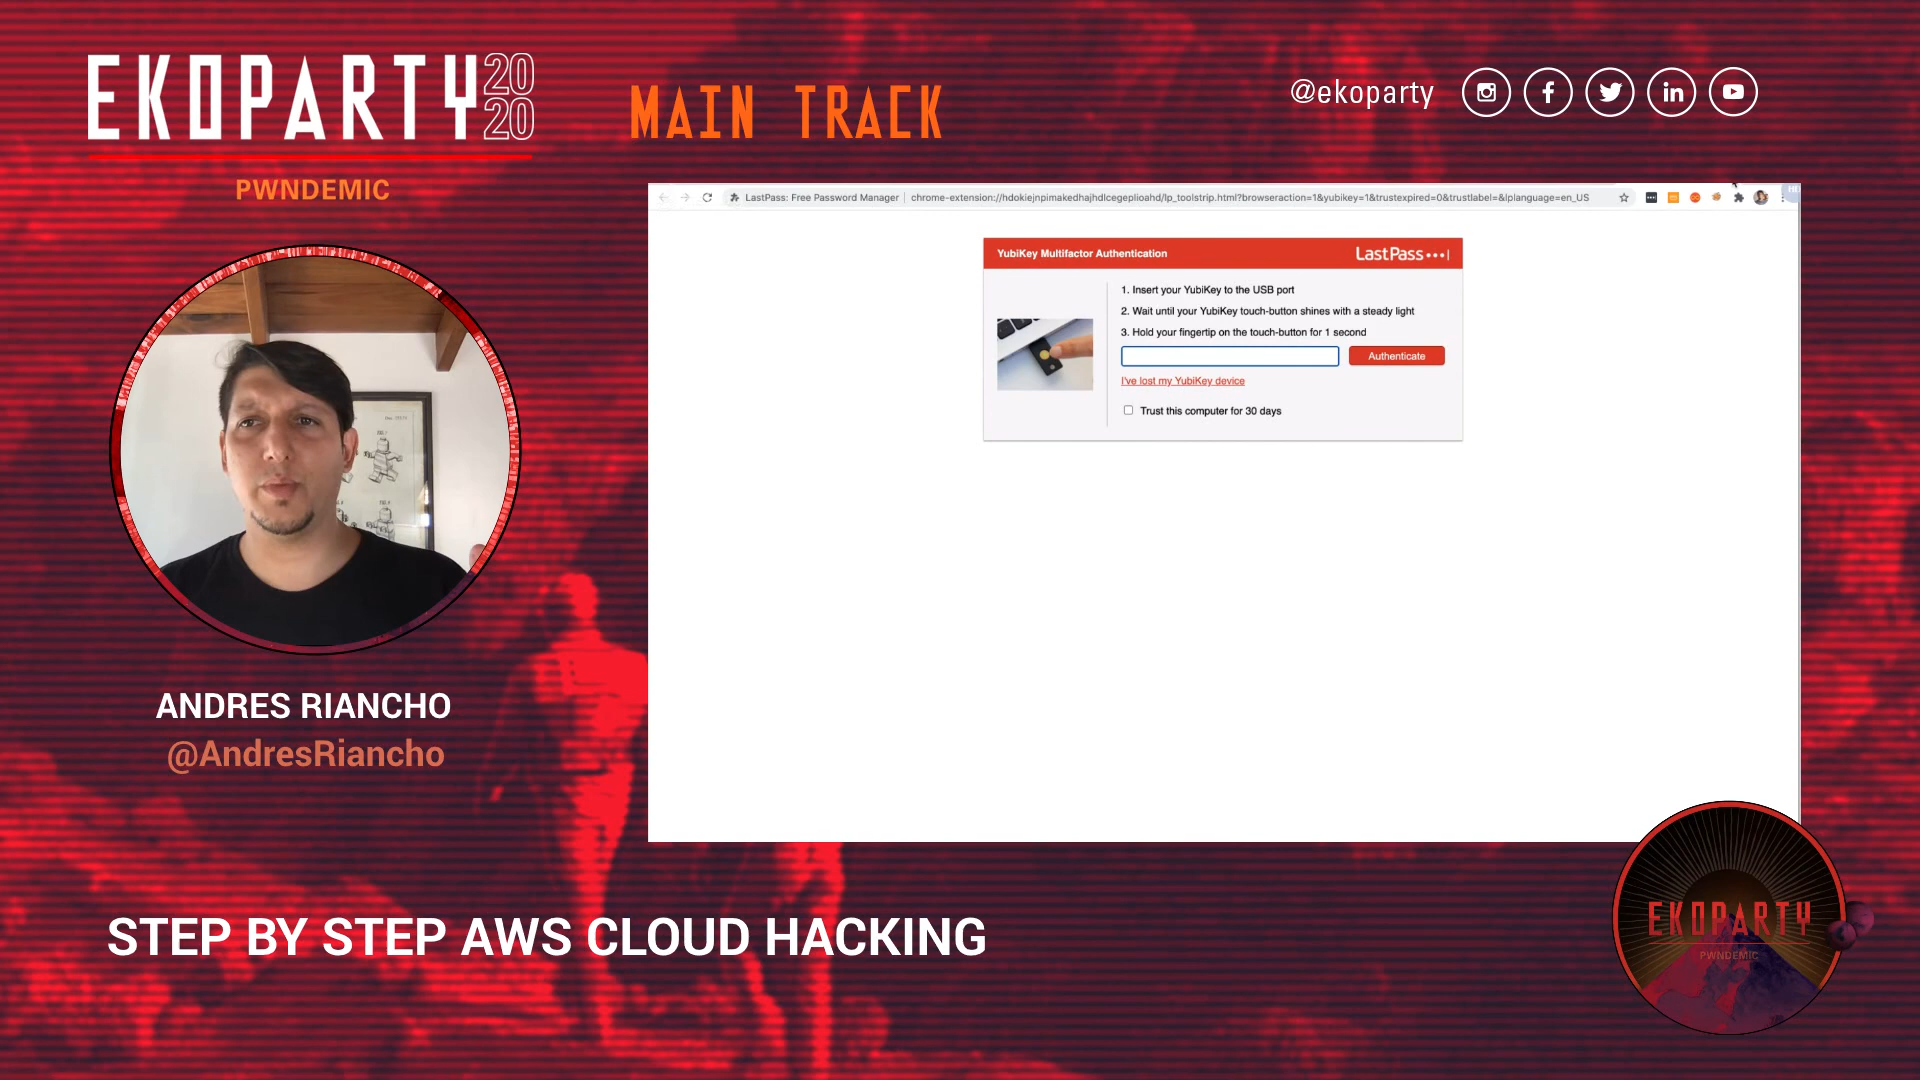 EKOPARTY 2020
PWNDEMIC
MAIN TRACK
@ekoparty
LastPass: Free Password Manager | chrome-extension://hdokiejnpimakedhajhdlcegeplioahd/lp_toolstrip.html?browseraction=1&yubikey=1&trustexpired=0&trustlabel=&lplanguage=en_US
YubiKey Multifactor Authentication
LastPass•••|
1. Insert your YubiKey to the USB port
2. Wait until your YubiKey touch-button shines with a steady light
3. Hold your fingertip on the touch-button for 1 second
Authenticate
I've lost my YubiKey device
Trust this computer for 30 days
ANDRES RIANCHO
@AndresRiancho
STEP BY STEP AWS CLOUD HACKING
EKOPARTY
PWNDEMIC